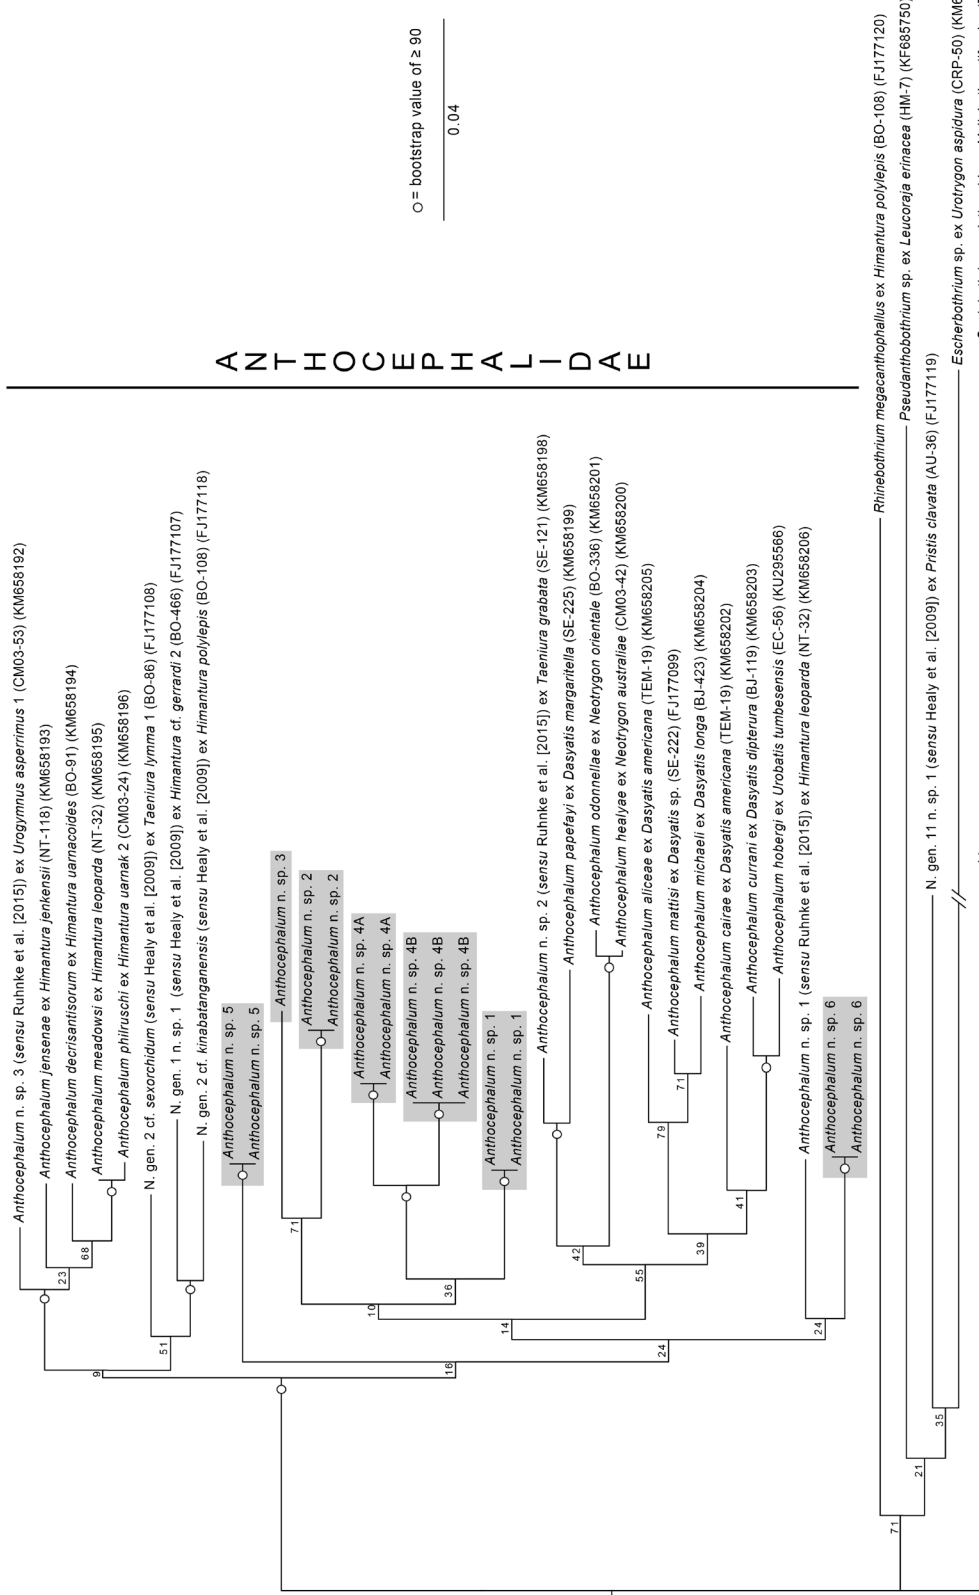 Anthocephalum n. sp. 3 (sensu Ruhnke et al. [2015]) ex Urogymnus asperrimus 1 (CM03-53) (KM658192)
Anthocephalum jensenae ex Himantura jenkensii (NT-118) (KM658193)
Anthocephalum decrisantisorum ex Himantura uarnacoides (BO-91) (KM658194)
Anthocephalum meadowsi ex Himantura leoparda (NT-32) (KM658195)
Anthocephalum philruschi ex Himantura uarnak 2 (CM03-24) (KM658196)
N. gen. 2 cf. sexorchidum (sensu Healy et al. [2009]) ex Taeniura lymma 1 (BO-86) (FJ177108)
N. gen. 1 n. sp. 1 (sensu Healy et al. [2009]) ex Himantura cf. gerrardi 2 (BO-466) (FJ177107)
N. gen. 2 cf. kinabatanganensis (sensu Healy et al. [2009]) ex Himantura polylepis (BO-108) (FJ177118)
Anthocephalum n. sp. 5
Anthocephalum n. sp. 5
Anthocephalum n. sp. 3
Anthocephalum n. sp. 2
Anthocephalum n. sp. 2
Anthocephalum n. sp. 4A
Anthocephalum n. sp. 4A
Anthocephalum n. sp. 4B
Anthocephalum n. sp. 4B
Anthocephalum n. sp. 4B
Anthocephalum n. sp. 1
Anthocephalum n. sp. 1
Anthocephalum n. sp. 2 (sensu Ruhnke et al. [2015]) ex Taeniura grabata (SE-121) (KM658198)
Anthocephalum papefayi ex Dasyatis margaritella (SE-225) (KM658199)
Anthocephalum odonnellae ex Neotrygon orientale (BO-336) (KM658201)
Anthocephalum healyae ex Neotrygon australiae (CM03-42) (KM658200)
Anthocephalum aliceae ex Dasyatis americana (TEM-19) (KM658205)
Anthocephalum mattisi ex Dasyatis sp. (SE-222) (FJ177099)
Anthocephalum michaeli ex Dasyatis longa (BJ-423) (KM658204)
Anthocephalum cairae ex Dasyatis americana (TEM-19) (KM658202)
Anthocephalum currani ex Dasyatis dipterura (BJ-119) (KM658203)
Anthocephalum hobergi ex Urobatis tumbesensis (EC-56) (KU295566)
Anthocephalum n. sp. 1 (sensu Ruhnke et al. [2015]) ex Himantura leoparda (NT-32) (KM658206)
Anthocephalum n. sp. 6
Anthocephalum n. sp. 6
Rhinebothrium megacanthophallus ex Himantura polylepis (BO-108) (FJ177120)
Pseudanthobothrium sp. ex Leucoraja erinacea (HM-7) (KF685750)
N. gen. 11 n. sp. 1 (sensu Healy et al. [2009]) ex Pristis clavata (AU-36) (FJ177119)
Escherbothrium sp. ex Urotrygon aspidura (CRP-50)
23
68
9
51
16
71
10
36
14
42
55
79
71
39
41
24
24
71
21
35
ANTHOCEPHALIDAE
= bootstrap value of ≥ 90
0.04